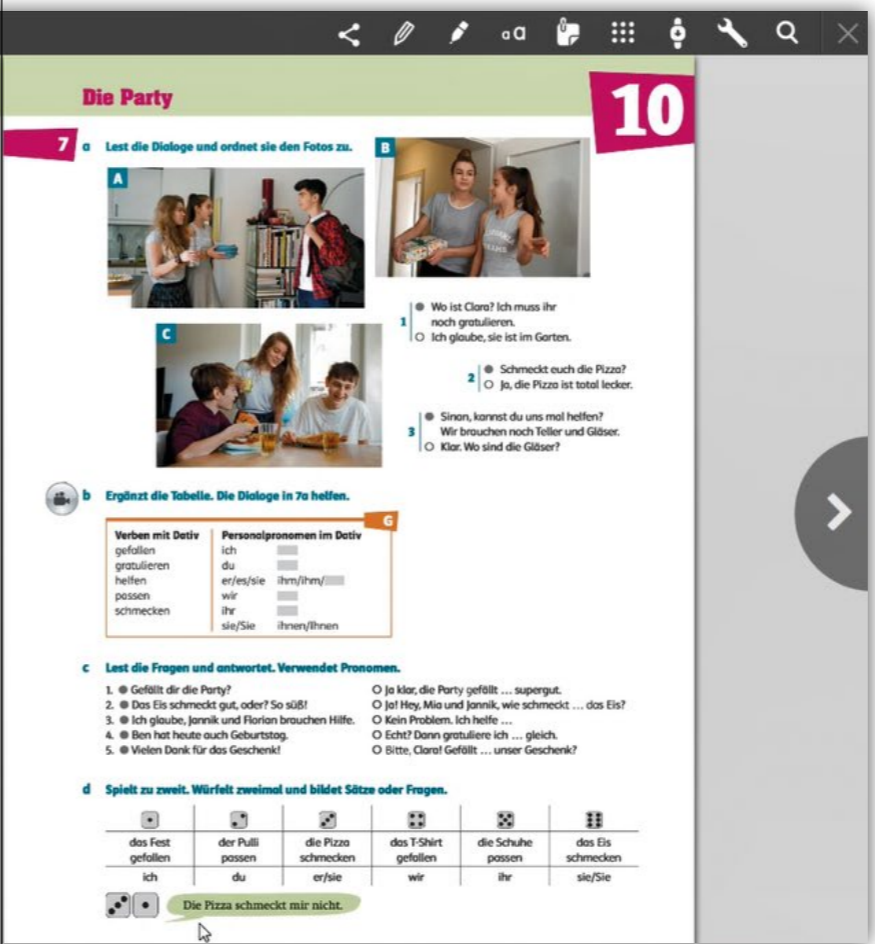 aa
Die Party
10
7
a Lest die Dialoge und ordnet sie den Fotos zu.
A
B
C
1
Wo ist Clara? Ich muss ihr
noch gratulieren.
Ich glaube, sie ist im Garten.
2
Schmeckt euch die Pizza?
Ja, die Pizza ist total lecker.
3
Sinan, kannst du uns mal helfen?
Wir brauchen noch Teller und Gläser.
Klar. Wo sind die Gläser?
b Ergänzt die Tabelle. Die Dialoge in 7a helfen.
G
Verben mit Dativ Personalpronomen im Dativ
gefallen ich
gratulieren du
helfen er/es/sie ihm/ihm/
passen wir
schmecken ihr
sie/Sie ihnen/Ihnen
c Lest die Fragen und antwortet. Verwendet Pronomen.
1. Gefällt dir die Party? Ja klar, die Party gefällt … supergut.
2. Das Eis schmeckt gut, oder? So süß! Ja! Hey, Mia und Jannik, wie schmeckt … das Eis?
3. Ich glaube, Jannik und Florian brauchen Hilfe. Kein Problem. Ich helfe …
4. Ben hat heute auch Geburtstag. Echt? Dann gratuliere ich … gleich.
5. Vielen Dank für das Geschenk! Bitte, Clara! Gefällt … unser Geschenk?
d Spielt zu zweit. Würfelt zweimal und bildet Sätze oder Fragen.
das Fest der Pulli die Pizza das T-Shirt die Schuhe das Eis
gefallen passen schmecken gefallen passen schmecken
ich du er/sie wir ihr sie/Sie
Die Pizza schmeckt mir nicht.